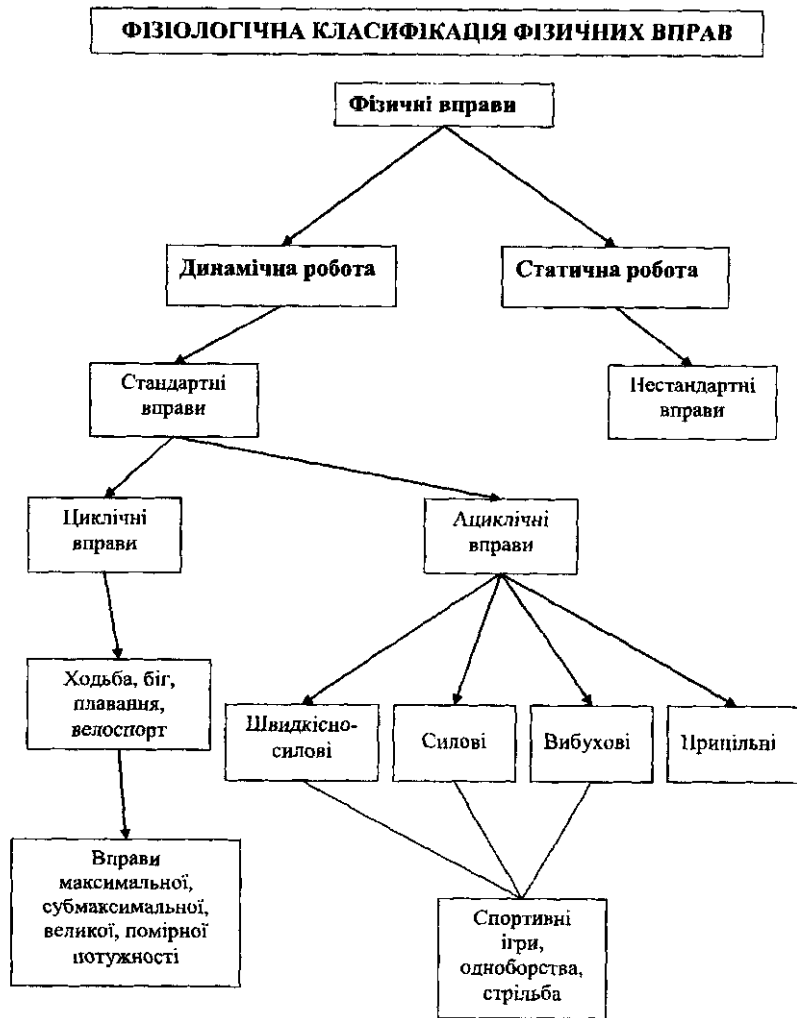 ФІЗІОЛОГІЧНА КЛАСИФІКАЦІЯ ФІЗИЧНИХ ВПРАВ
Фізичні вправи
Динамічна робота
Статична робота
Стандартні
вправи
Нестандартні
вправи
Циклічні
вправи
Ациклічні
вправи
Ходьба, біг,
плавання,
велоспорт
Швидкісно-
силові
Силові
Вибухові
Прицільні
Вправи
максимальної,
субмаксимальної,
великої, помірної
потужності
Спортивні
ігри,
одноборства,
стрільба